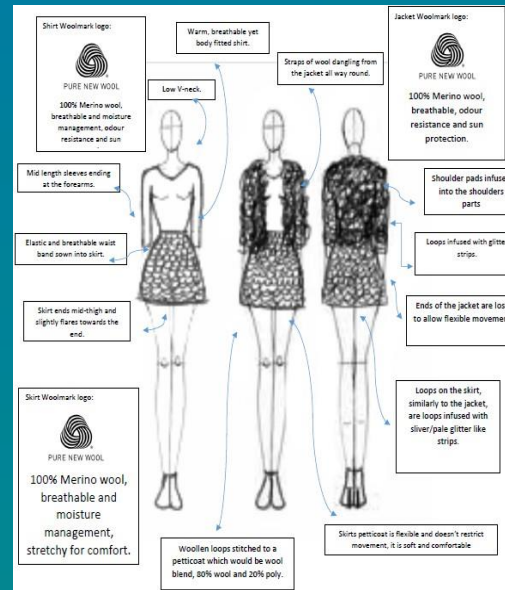 Shirt Woolmark logo:
PURE NEW WOOL
100% Merino wool,
breathable and moisture
management, odour
resistance and sun
Warm, breathable yet
body fitted shirt.
Low V-neck.
Straps of wool dangling from
the jacket all way round.
Jacket Woolmark logo:
PURE NEW WOOL
100% Merino wool,
breathable, odour
resistance and sun
protection.
Mid length sleeves ending
at the forearms.
Shoulder pads infuse
into the shoulders
parts
Elastic and breathable waist
band sown into skirt.
Loops infused with glitte
strips.
Skirt ends mid-thigh and
slightly flares towards the
end.
Ends of the jacket are los
to allow flexible movemen
Loops on the skirt,
similarly to the jacket,
are loops infused with
sliver/pale glitter like
strips.
Skirt Woolmark logo:
PURE NEW WOOL
100% Merino wool,
breathable and
moisture
management,
stretchy for comfort.
Woollen loops stitched to a
petticoat which would be wool
blend, 80% wool and 20% poly.
Skirts petticoat is flexible and doesn't restrict
movement, it is soft and comfortable